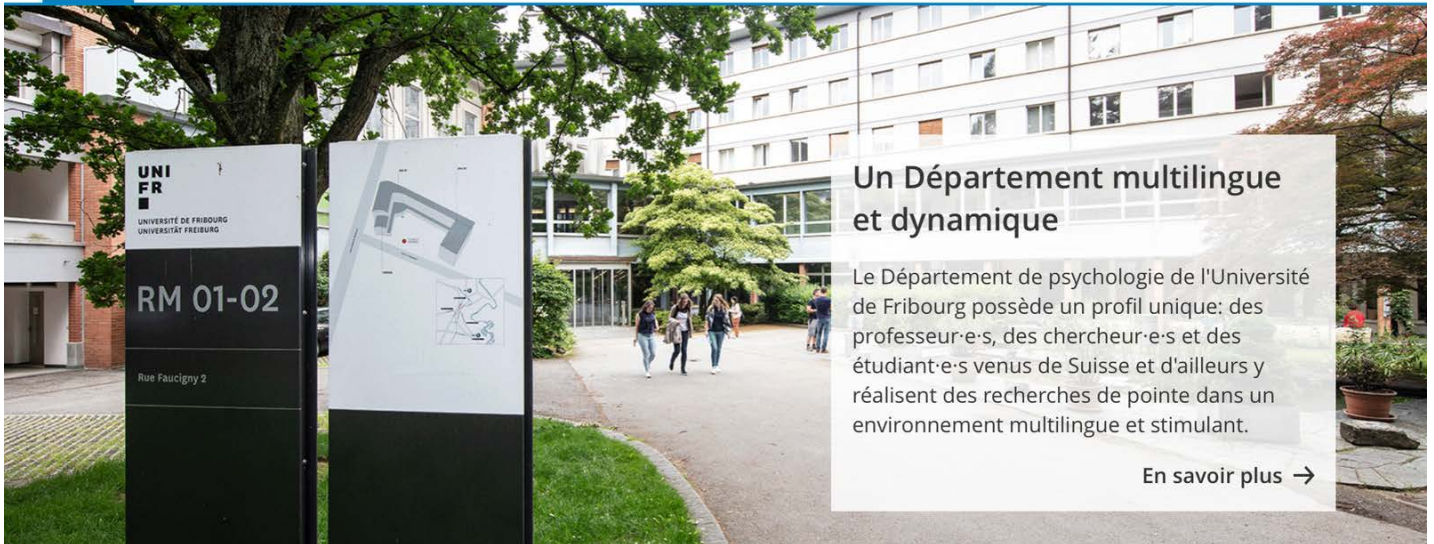 UNI
FR
UNIVERSITÉ DE FRIBOURG
UNIVERSITÄT FREIBURG
RM 01-02
Rue Faucigny 2
Un Département multilingue
et dynamique
Le Département de psychologie de l'Université
de Fribourg possède un profil unique: des
professeur·e·s, des chercheur·e·s et des
étudiant·e·s venus de Suisse et d'ailleurs y
réalisent des recherches de pointe dans un
environnement multilingue et stimulant.
En savoir plus →